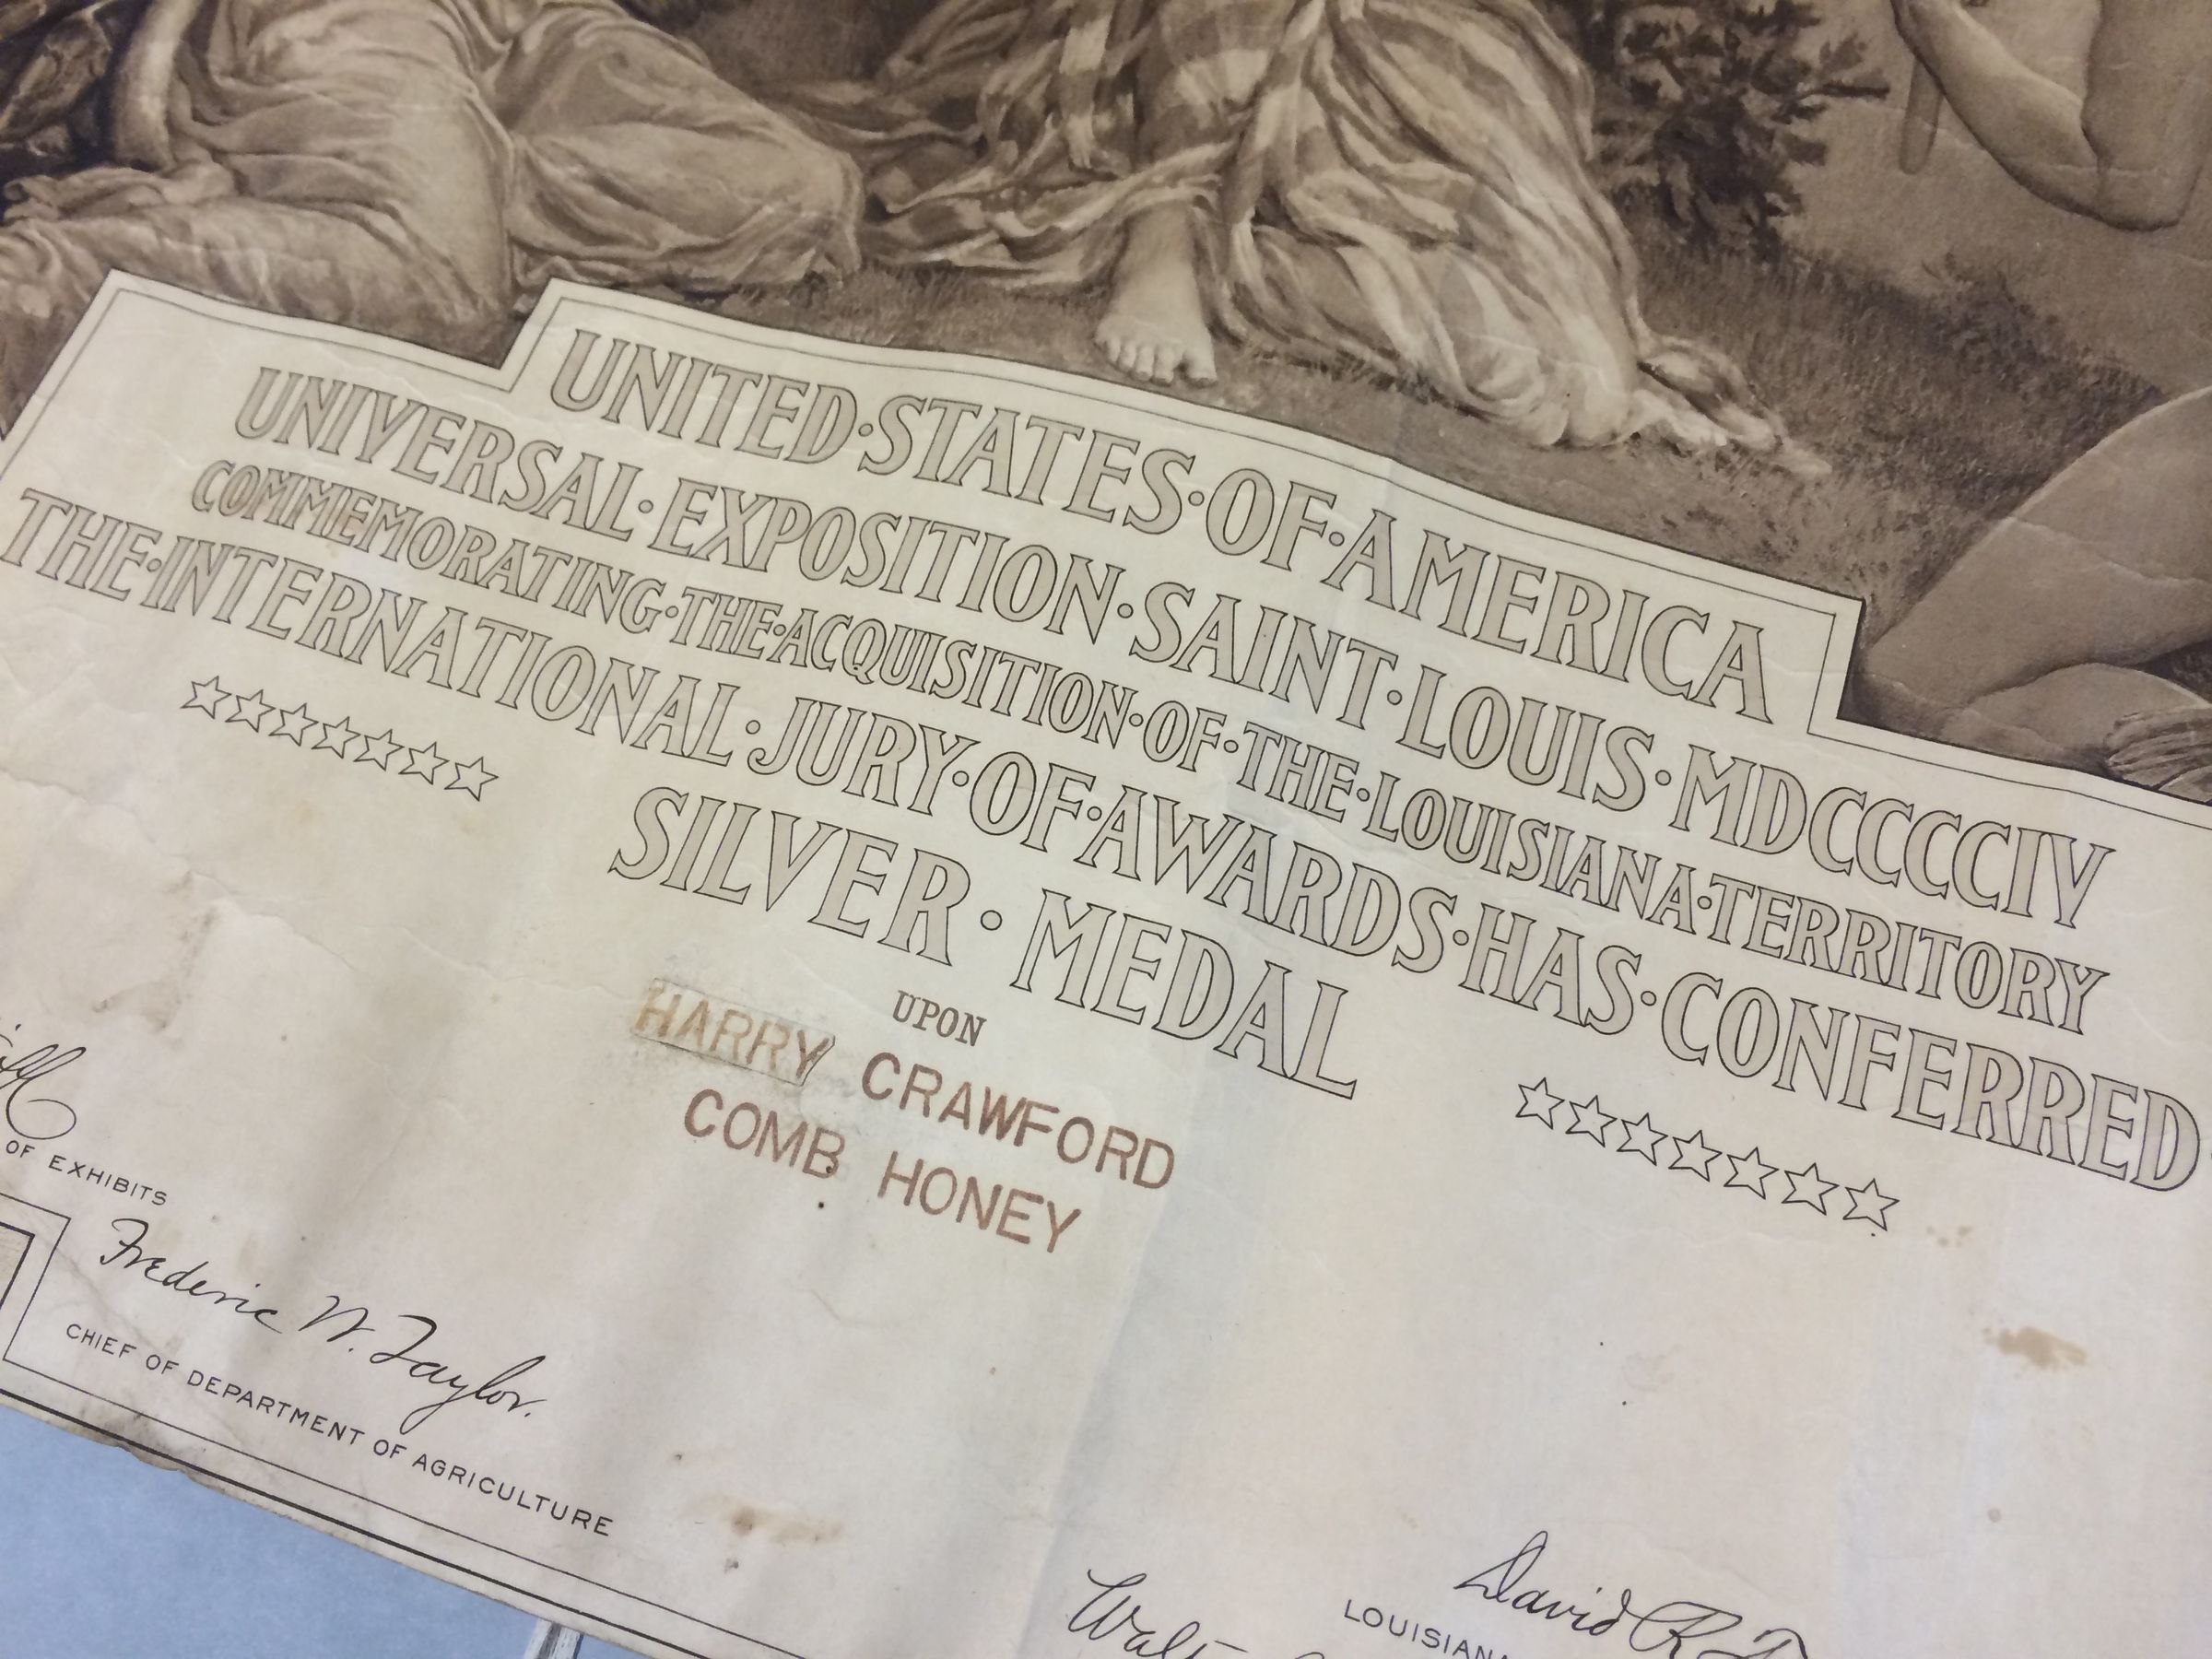 UNITED·STATES·OF·AMERICA
UNIVERSAL·EXPOSITION·SAINT·LOUIS·MDCCCCIV
COMMEMORATING·THE·ACQUISITION·OF·THE·LOUISIANA·TERRITORY
THE·INTERNATIONAL·JURY·OF·AWARDS·HAS·CONFERRED
SILVER·MEDAL
UPON
HARRY CRAWFORD
COMB HONEY
OF EXHIBITS
Frederic W. Taylor.
CHIEF OF DEPARTMENT OF AGRICULTURE
David R